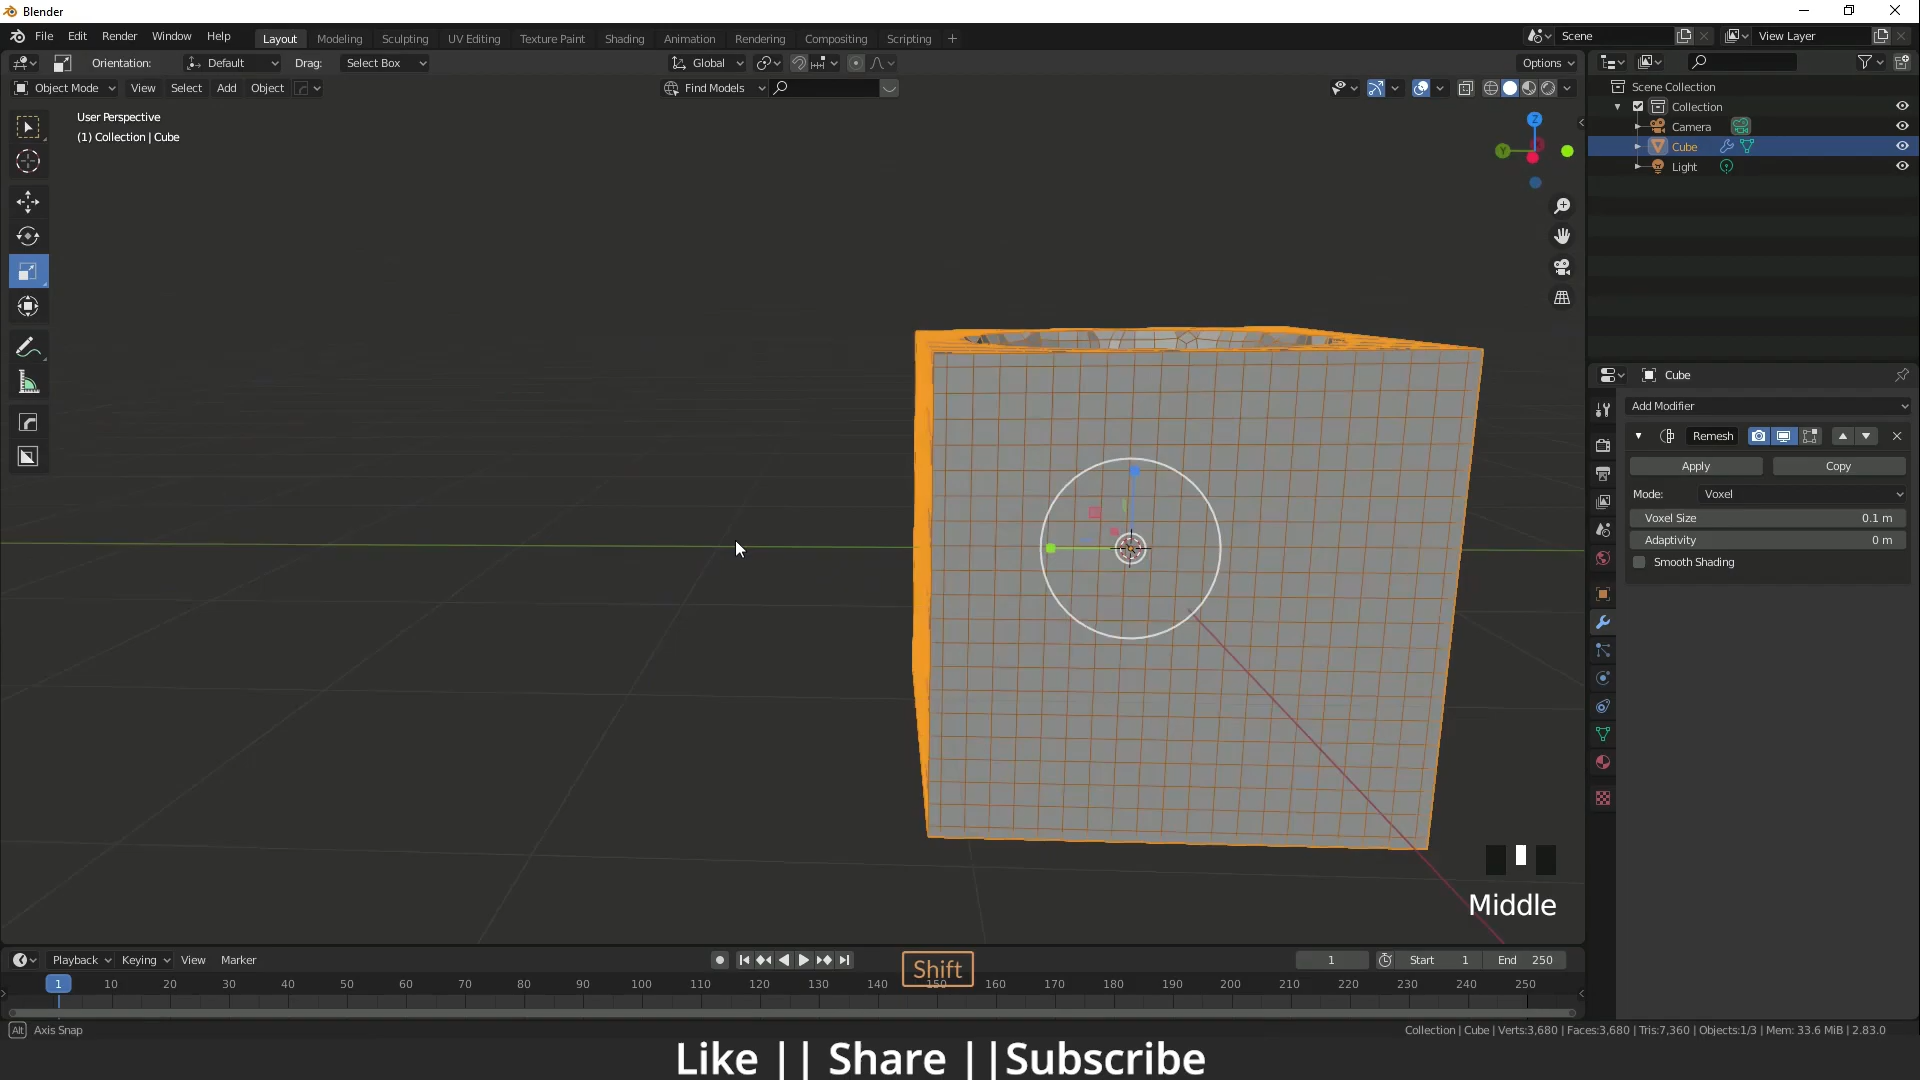 Blender
File Edit Render Window Help
Layout Modeling Sculpting UV Editing Texture Paint Shading Animation Rendering Compositing Scripting +
Scene
View Layer
Orientation: Default Drag: Select Box
Global
Options
Object Mode View Select Add Object
Find Models
User Perspective
(1) Collection | Cube
Z
Y
Scene Collection
Collection
Camera
Cube
Light
Cube
Add Modifier
Remesh
Apply Copy
Mode: Voxel
Voxel Size 0.1 m
Adaptivity 0 m
Smooth Shading
Middle
Playback Keying View Marker
1 Start 1 End 250
Shift
1 10 20 30 40 50 60 70 80 90 100 110 120 130 140 150 160 170 180 190 200 210 220 230 240 250
Alt Axis Snap
Collection | Cube | Verts:3,680 | Faces:3,680 | Tris:7,360 | Objects:1/3 | Mem: 33.6 MiB | 2.83.0
Like || Share ||Subscribe